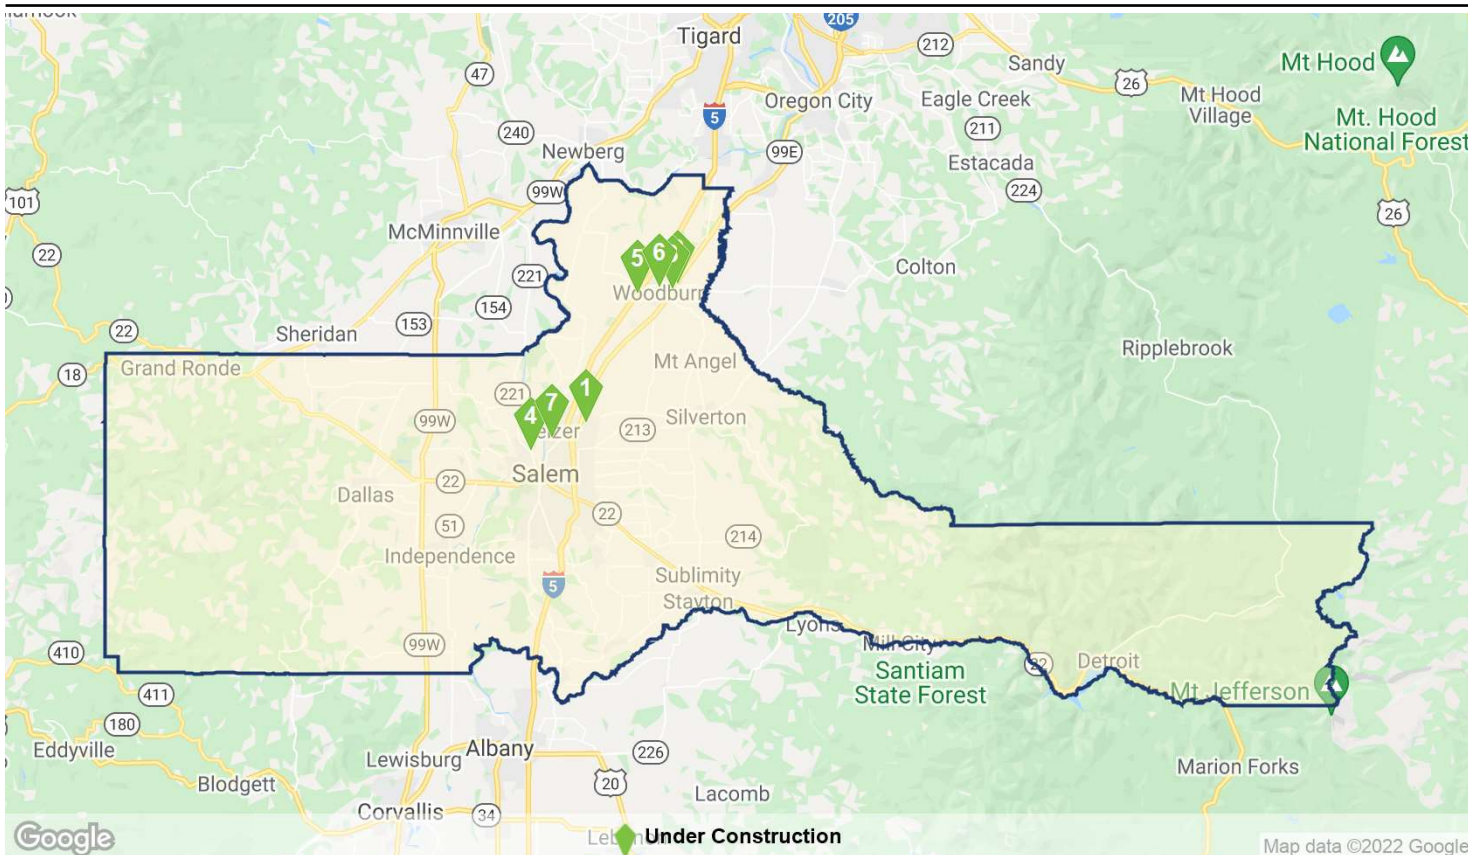 205
Tigard
212
Sandy
47
26
Mt Hood
Oregon City
Eagle Creek
Mt Hood
Village
5
211
Mt. Hood
National Forest
240
99E
Newberg
Estacada
224
99W
101
26
McMinnville
22
221
5
6
Colton
Woodburn
154
153
22
Sheridan
Ripplebrook
Grand Ronde
Mt Angel
18
221
7
1
4
99W
213
Silverton
Salem
22
Dallas
22
51
214
Independence
5
Sublimity
Stayton
Lyons
99W
Mill City
410
22
Detroit
Santiam
State Forest
Mt Jefferson
411
180
Eddyville
Albany
226
Lewisburg
Marion Forks
Blodgett
20
Lacomb
Corvallis
34
Google
Under Construction
Map data ©2022 Google